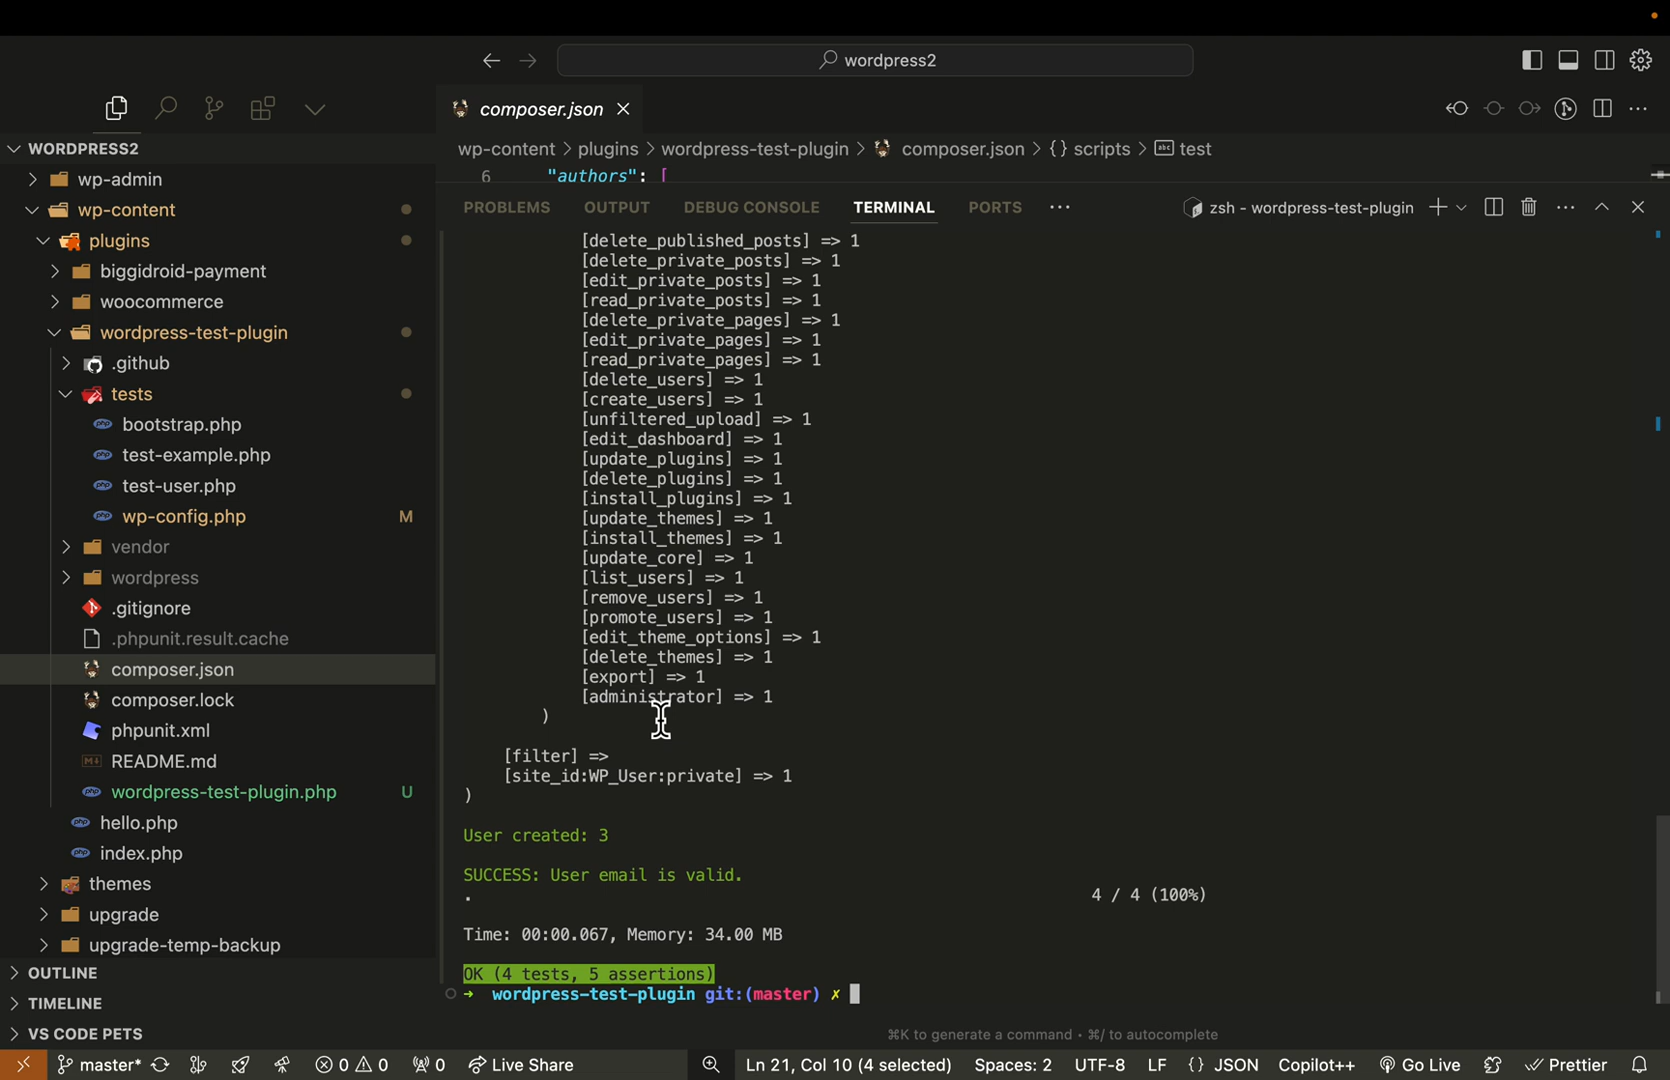 wordpress2
composer.json
WORDPRESS2
wp-content > plugins > wordpress-test-plugin > composer.json > {} scripts > abc test
6 "authors": [
PROBLEMS OUTPUT DEBUG CONSOLE TERMINAL PORTS ... zsh - wordpress-test-plugin
wp-admin
wp-content
plugins
biggidroid-payment
woocommerce
wordpress-test-plugin
.github
tests
bootstrap.php
test-example.php
test-user.php
wp-config.php M
vendor
wordpress
.gitignore
.phpunit.result.cache
composer.json
composer.lock
phpunit.xml
README.md
wordpress-test-plugin.php U
hello.php
index.php
themes
upgrade
upgrade-temp-backup
OUTLINE
TIMELINE
VS CODE PETS
[delete_published_posts] => 1
[delete_private_posts] => 1
[edit_private_posts] => 1
[read_private_posts] => 1
[delete_private_pages] => 1
[edit_private_pages] => 1
[read_private_pages] => 1
[delete_users] => 1
[create_users] => 1
[unfiltered_upload] => 1
[edit_dashboard] => 1
[update_plugins] => 1
[delete_plugins] => 1
[install_plugins] => 1
[update_themes] => 1
[install_themes] => 1
[update_core] => 1
[list_users] => 1
[remove_users] => 1
[promote_users] => 1
[edit_theme_options] => 1
[delete_themes] => 1
[export] => 1
[administrator] => 1
)
[filter] =>
[site_id:WP_User:private] => 1
)
User created: 3
SUCCESS: User email is valid.
. 4 / 4 (100%)
Time: 00:00.067, Memory: 34.00 MB
OK (4 tests, 5 assertions)
➜ wordpress-test-plugin git:(master) ✗
⌘K to generate a command • ⌘/ to autocomplete
master* 0 0 0 Live Share Ln 21, Col 10 (4 selected) Spaces: 2 UTF-8 LF {} JSON Copilot++ Go Live Prettier